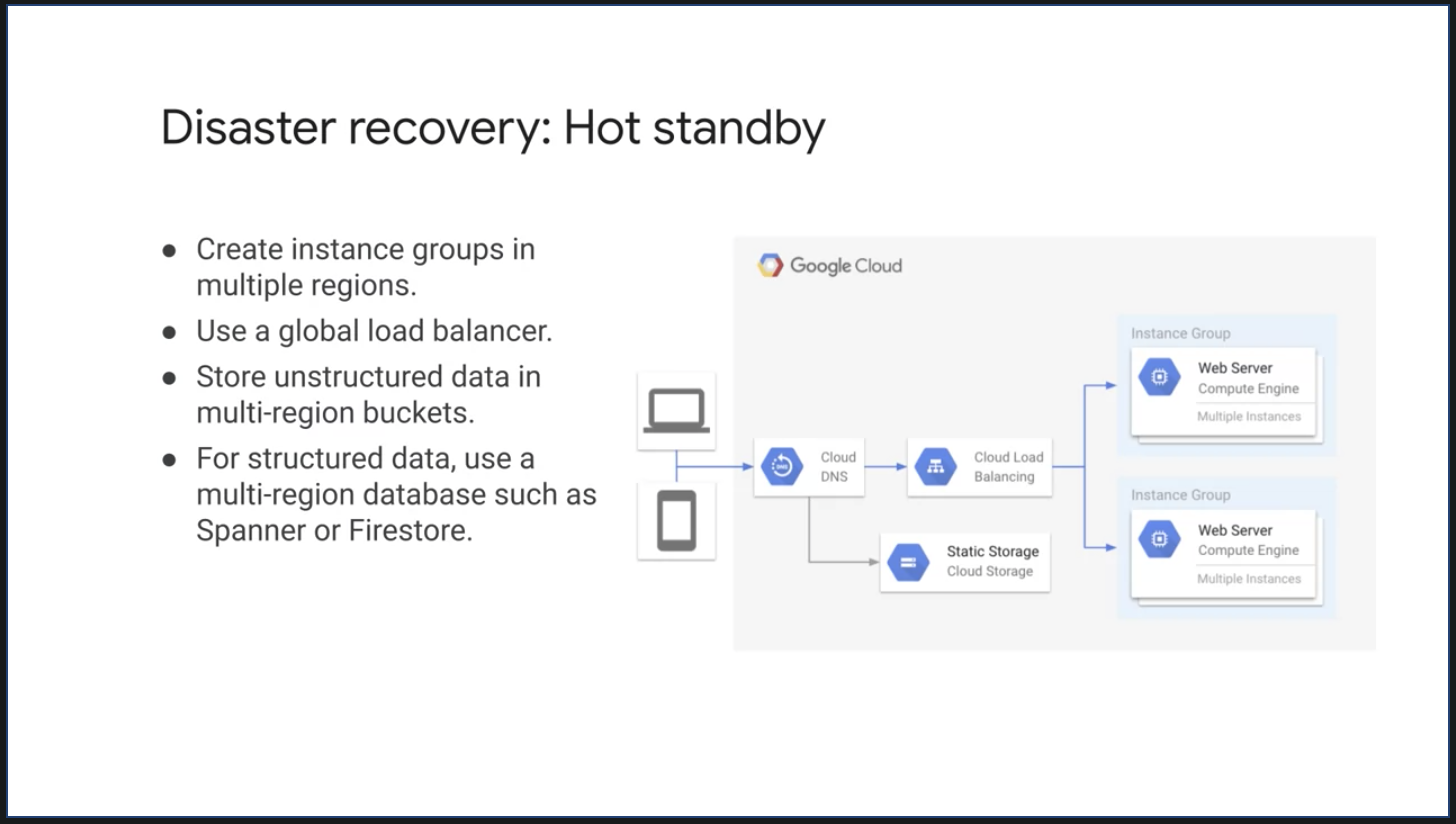 Disaster recovery: Hot standby
● Create instance groups in
multiple regions.
● Use a global load balancer.
● Store unstructured data in
multi-region buckets.
● For structured data, use a
multi-region database such as
Spanner or Firestore.
Google Cloud
Cloud
DNS
Cloud Load
Balancing
Static Storage
Cloud Storage
Instance Group
Web Server
Compute Engine
Multiple Instances
Instance Group
Web Server
Compute Engine
Multiple Instances